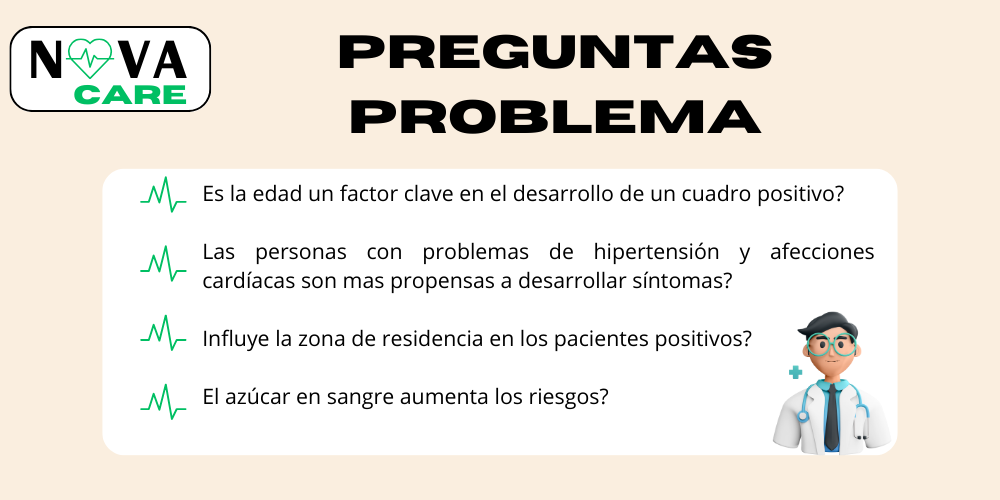 NOVA
CARE
PREGUNTAS
PROBLEMA
Es la edad un factor clave en el desarrollo de un cuadro positivo?
Las personas con problemas de hipertensión y afecciones
cardíacas son mas propensas a desarrollar síntomas?
Influye la zona de residencia en los pacientes positivos?
El azúcar en sangre aumenta los riesgos?